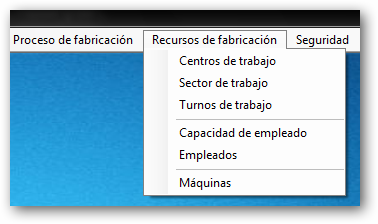 Proceso de fabricación Recursos de fabricación Seguridad
Centros de trabajo
Sector de trabajo
Turnos de trabajo
Capacidad de empleado
Empleados
Máquinas